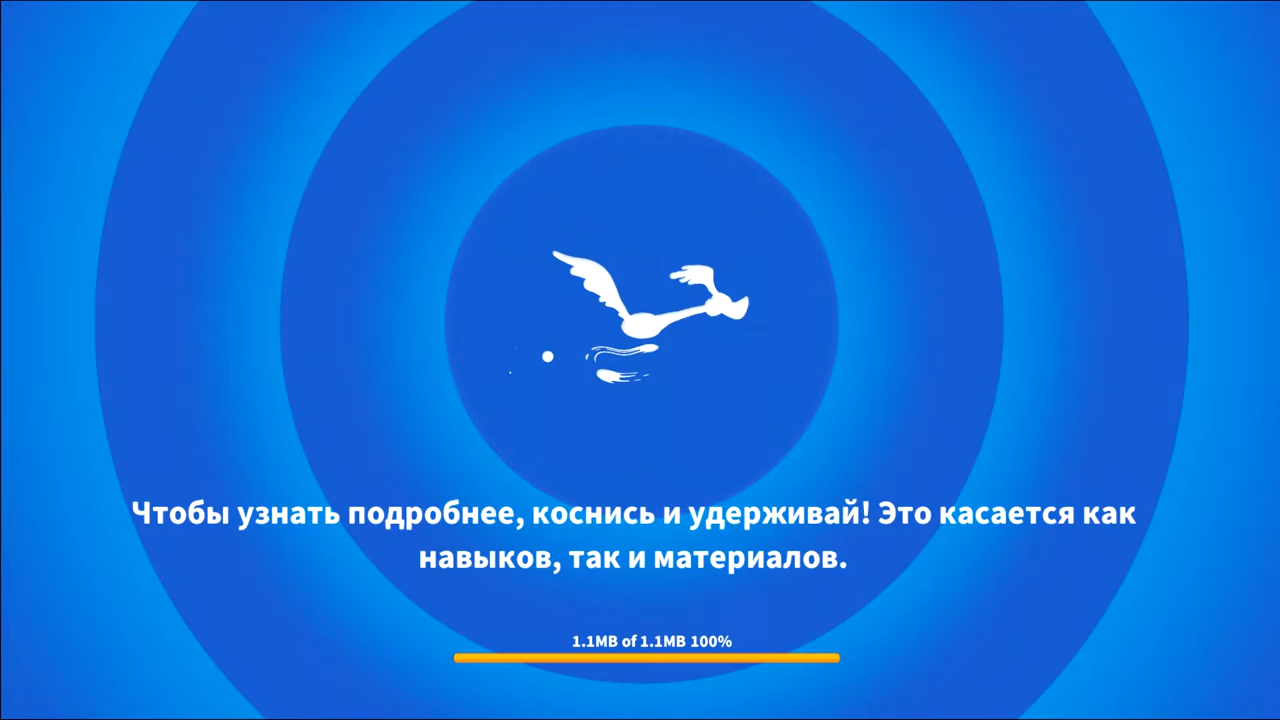 Чтобы узнать подробнее, коснись и удерживай! Это касается как
навыков, так и материалов.
1.1MB of 1.1MB 100%